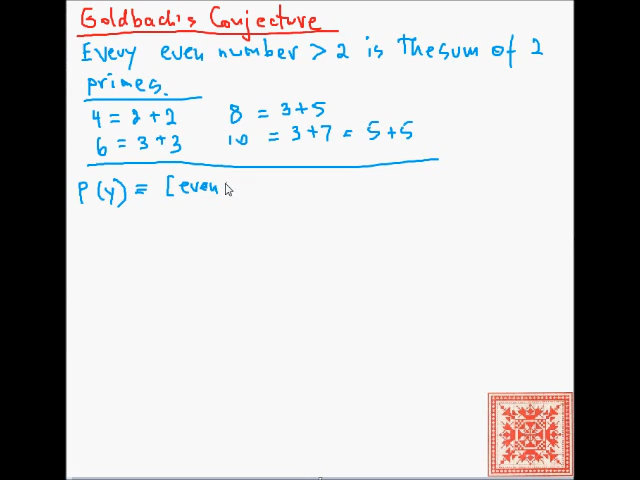 Goldbach's Conjecture
Every even number > 2 is the sum of 2
primes.
4 = 2 + 2 8 = 3 + 5
6 = 3 + 3 10 = 3 + 7 = 5 + 5
P(y) ≡ [even